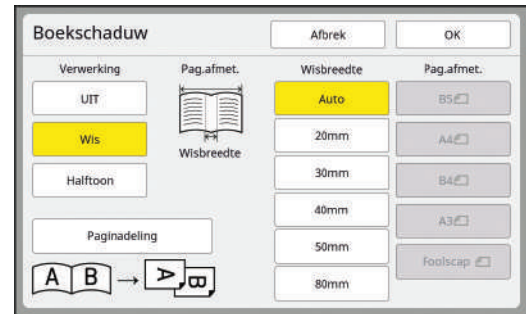 Boekschaduw
Afbrek
OK
Verwerking
Pag.afmet.
Wisbreedte
Pag.afmet.
UIT
Wis
Halftoon
Wisbreedte
Auto
20mm
30mm
40mm
50mm
80mm
B5
A4
B4
A3
Foolscap
Paginadeling
A B → A B